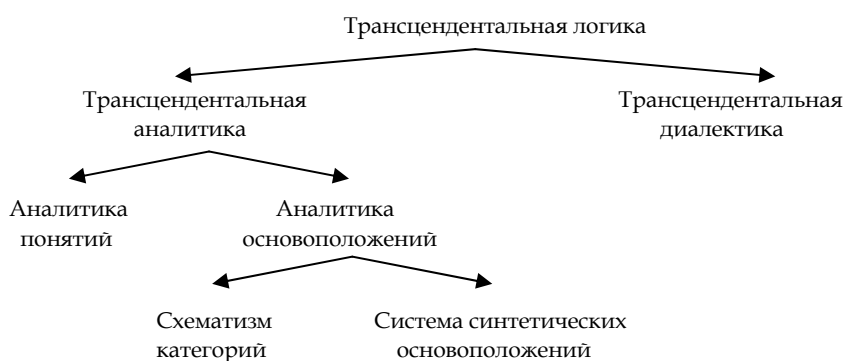 Трансцендентальная логика
Трансцендентальная
аналитика
Трансцендентальная
диалектика
Аналитика
понятий
Аналитика
основоположений
Схематизм
категорий
Система синтетических
основоположений